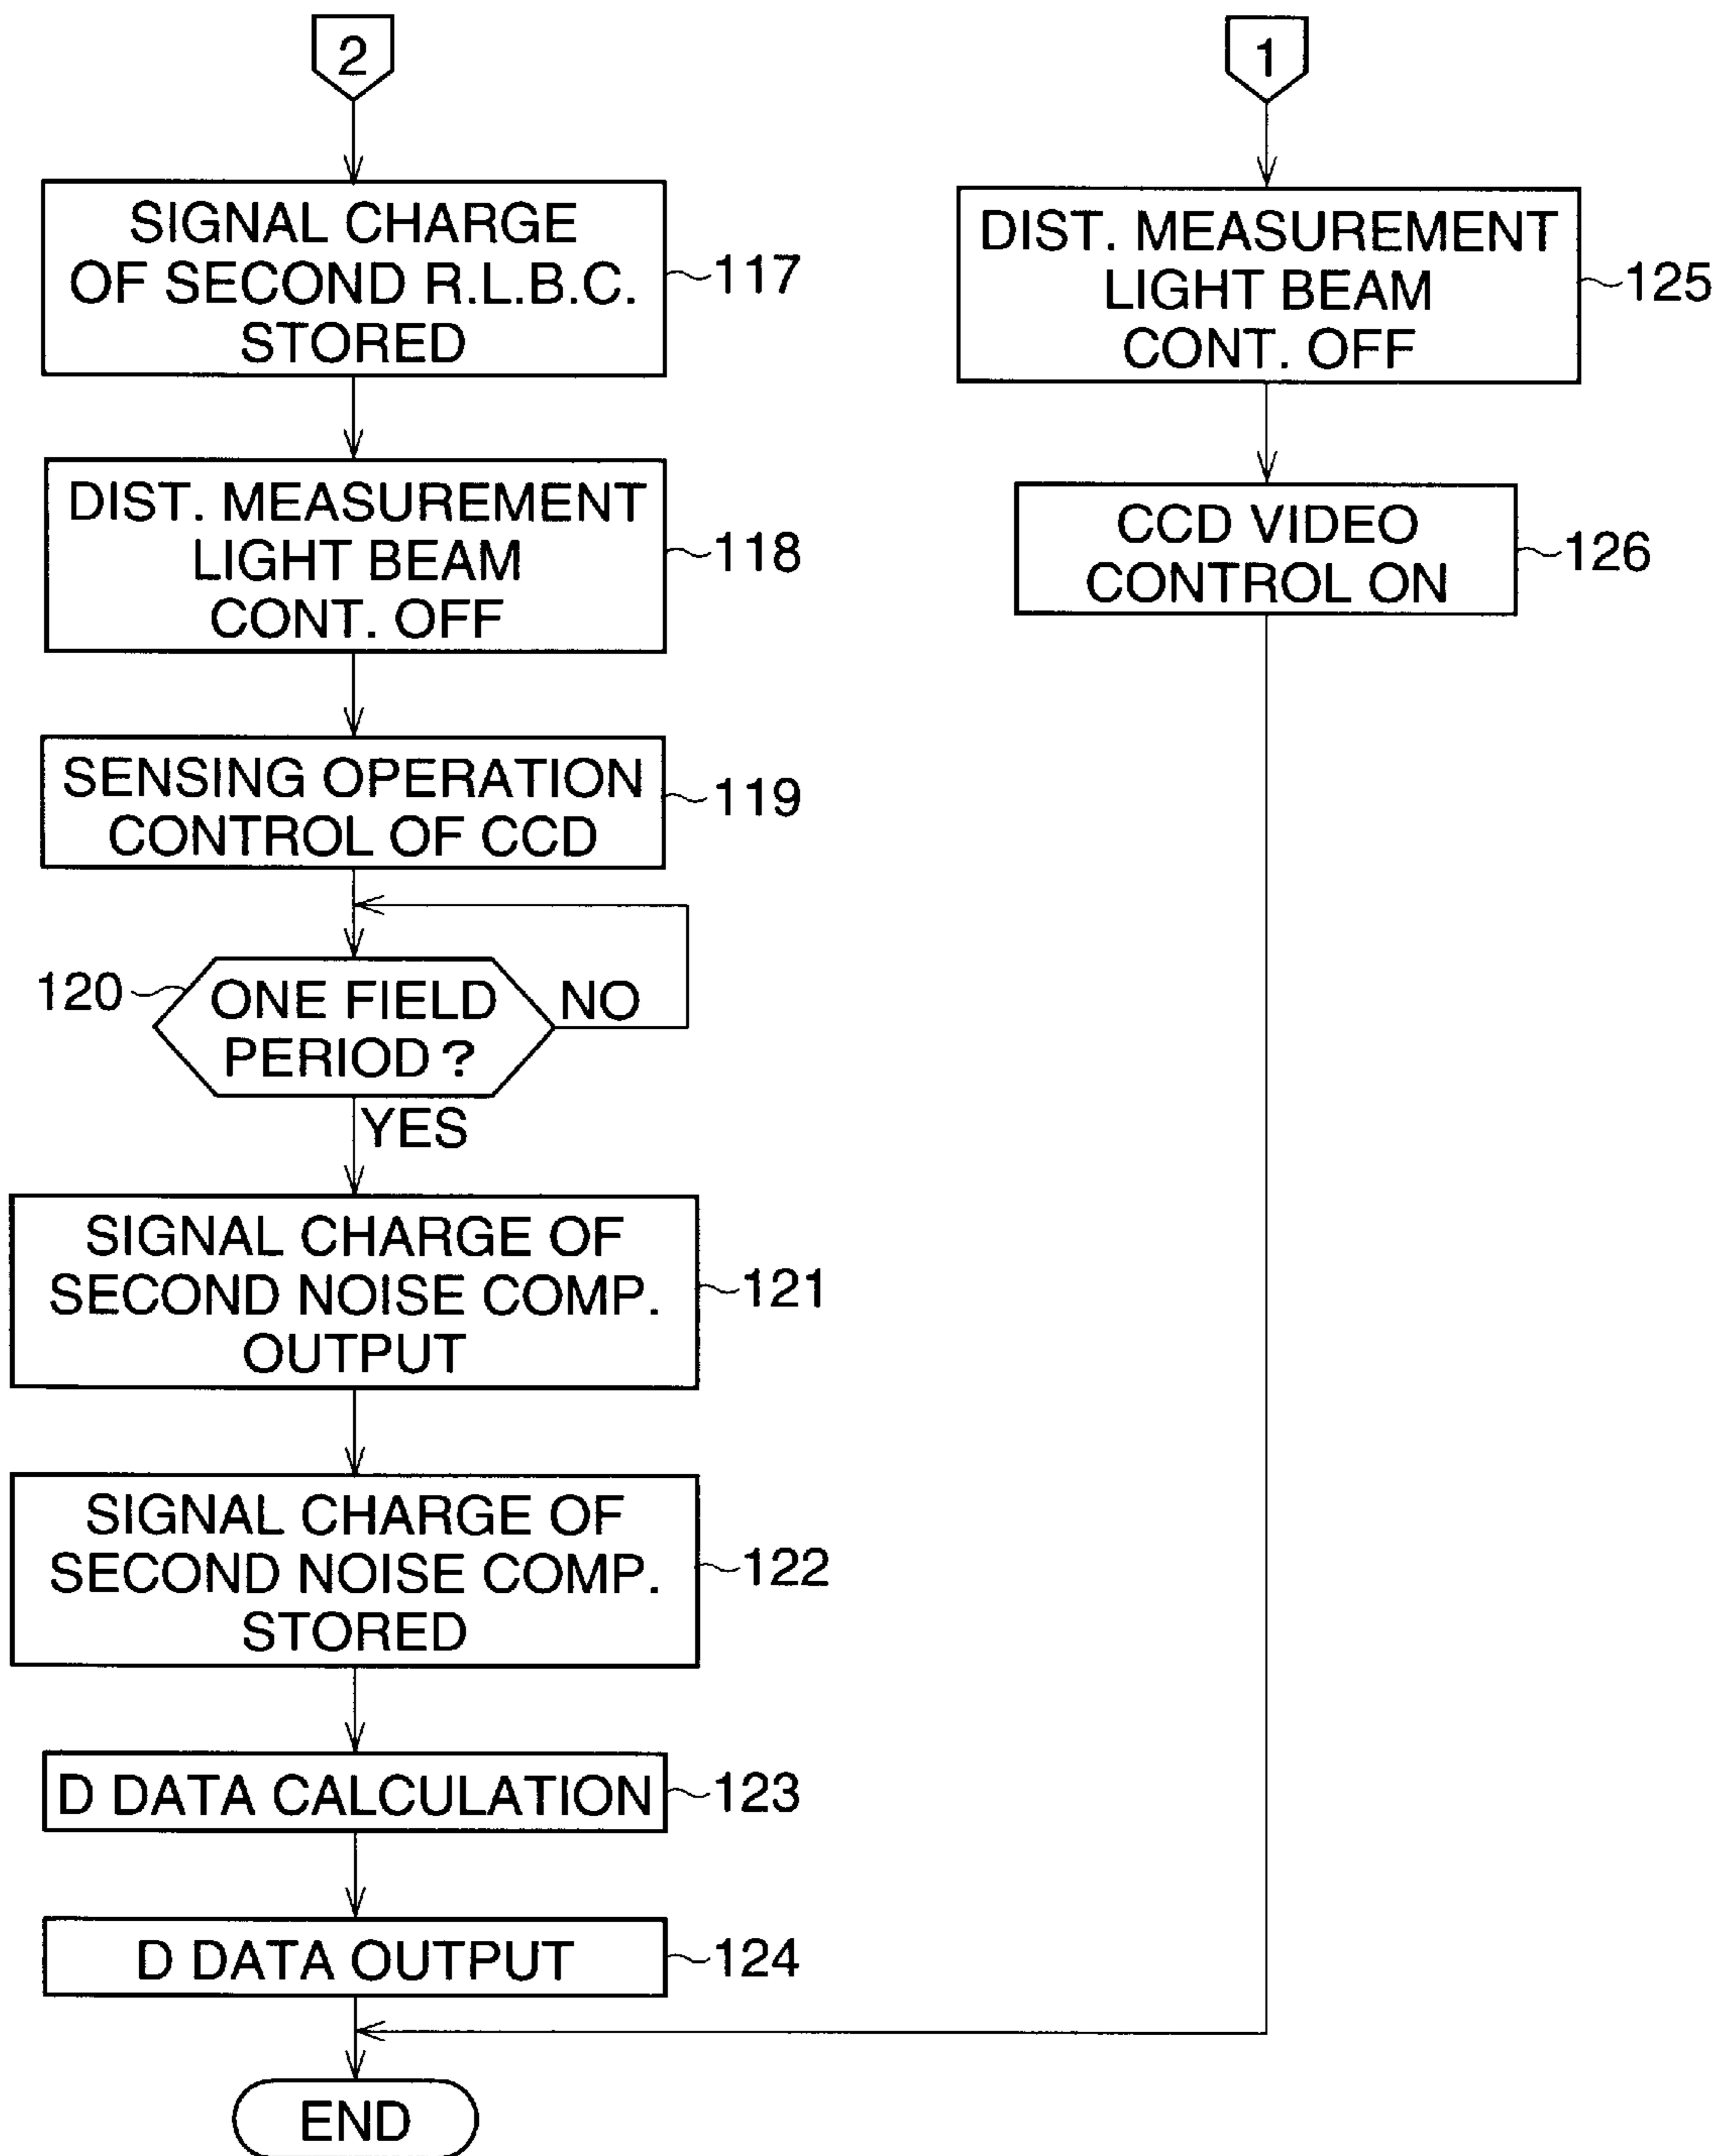 2
SIGNAL CHARGE
OF SECOND R.L.B.C.
STORED
117
DIST. MEASUREMENT
LIGHT BEAM
CONT. OFF
118
SENSING OPERATION
CONTROL OF CCD
119
120
ONE FIELD
PERIOD ?
NO
YES
SIGNAL CHARGE OF
SECOND NOISE COMP.
OUTPUT
121
SIGNAL CHARGE OF
SECOND NOISE COMP.
STORED
122
D DATA CALCULATION
123
D DATA OUTPUT
124
END
1
DIST. MEASUREMENT
LIGHT BEAM
CONT. OFF
125
CCD VIDEO
CONTROL ON
126